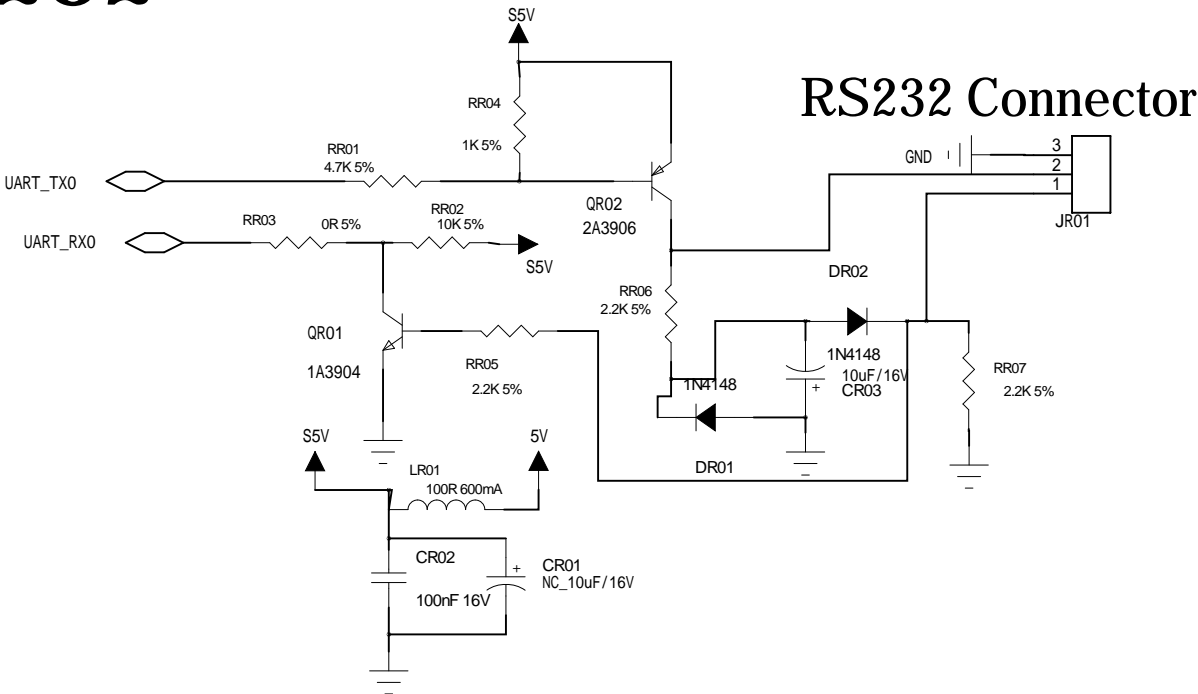 S5V
RS232 Connector
RR04
1K 5%
RR01
4.7K 5%
UART_TX0
GND
3
2
1
JR01
QR02
2A3906
RR03
0R 5%
RR02
10K 5%
UART_RX0
S5V
DR02
RR06
2.2K 5%
QR01
1A3904
RR05
2.2K 5%
1N4148
10uF/16V
+
CR03
1N4148
RR07
2.2K 5%
DR01
S5V
5V
LR01
100R 600mA
CR02
100nF 16V
+
CR01
NC_10uF/16V